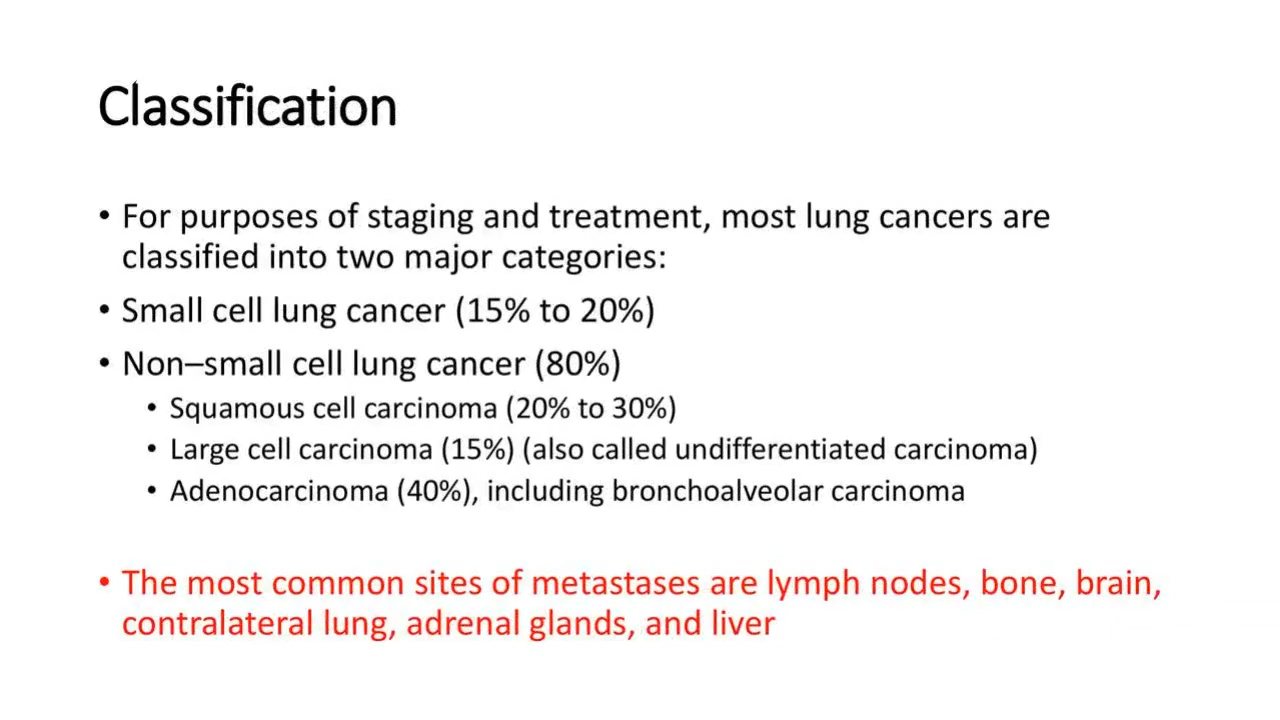 Classification
• For purposes of staging and treatment, most lung cancers are
classified into two major categories:
• Small cell lung cancer (15% to 20%)
• Non–small cell lung cancer (80%)
• Squamous cell carcinoma (20% to 30%)
• Large cell carcinoma (15%) (also called undifferentiated carcinoma)
• Adenocarcinoma (40%), including bronchoalveolar carcinoma
• The most common sites of metastases are lymph nodes, bone, brain,
contralateral lung, adrenal glands, and liver